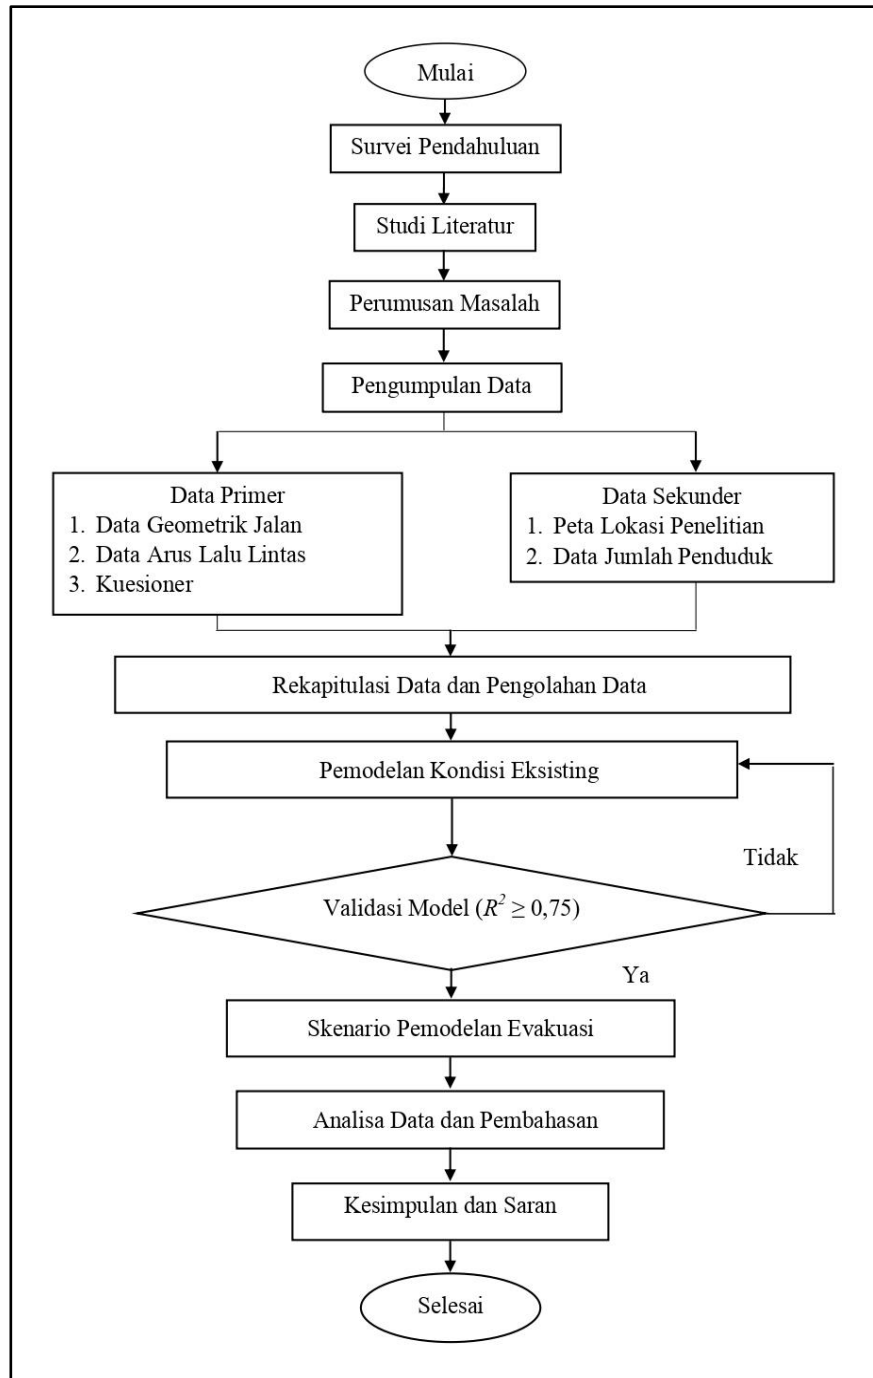 Mulai
Survei Pendahuluan
Studi Literatur
Perumusan Masalah
Pengumpulan Data
Data Primer
1. Data Geometrik Jalan
2. Data Arus Lalu Lintas
3. Kuesioner
Data Sekunder
1. Peta Lokasi Penelitian
2. Data Jumlah Penduduk
Rekapitulasi Data dan Pengolahan Data
Pemodelan Kondisi Eksisting
Tidak
Validasi Model (R² ≥ 0,75)
Ya
Skenario Pemodelan Evakuasi
Analisa Data dan Pembahasan
Kesimpulan dan Saran
Selesai